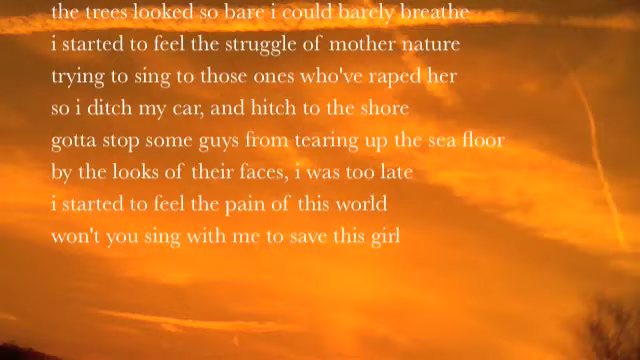 the trees looked so bare i could barely breathe
i started to feel the struggle of mother nature
trying to sing to those ones who've raped her
so i ditch my car, and hitch to the shore
gotta stop some guys from tearing up the sea floor
by the looks of their faces, i was too late
i started to feel the pain of this world
won't you sing with me to save this girl